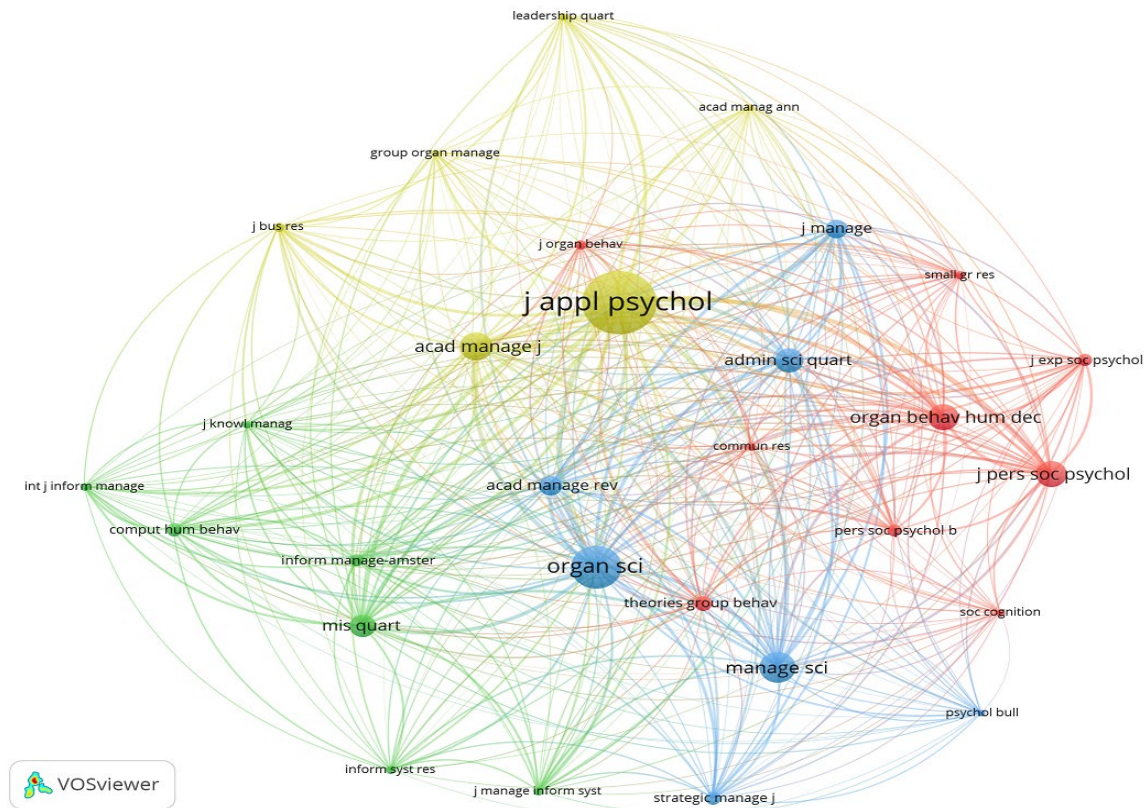 leadership quart
acad manag ann
group organ manage
j bus res
j manage
j organ behav
small gr res
j appl psychol
acad manage j
admin sci quart
j exp soc psychol
organ behav hum dec
j knowl manag
commun res
j pers soc psychol
int j inform manage
acad manage rev
comput hum behav
pers soc psychol b
inform manage-amster
organ sci
theories group behav
soc cognition
mis quart
manage sci
psychol bull
inform syst res
j manage inform syst
strategic manage j
VOSviewer